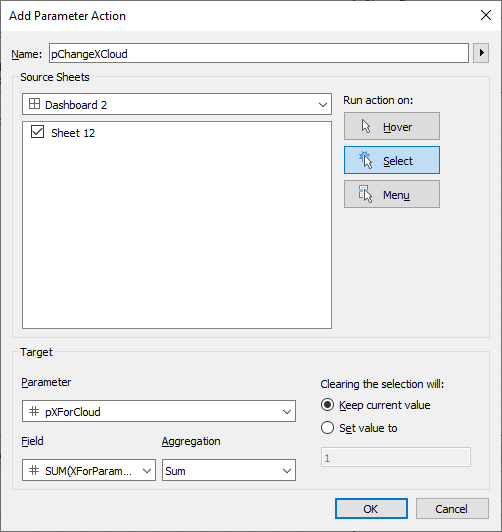 Add Parameter Action
Name: pChangeXCloud
Source Sheets
Dashboard 2
Sheet 12
Run action on:
Hover
Select
Menu
Target
Parameter
pXForCloud
Field
Aggregation
SUM(XForParam...
Sum
Clearing the selection will:
Keep current value
Set value to
1
OK
Cancel